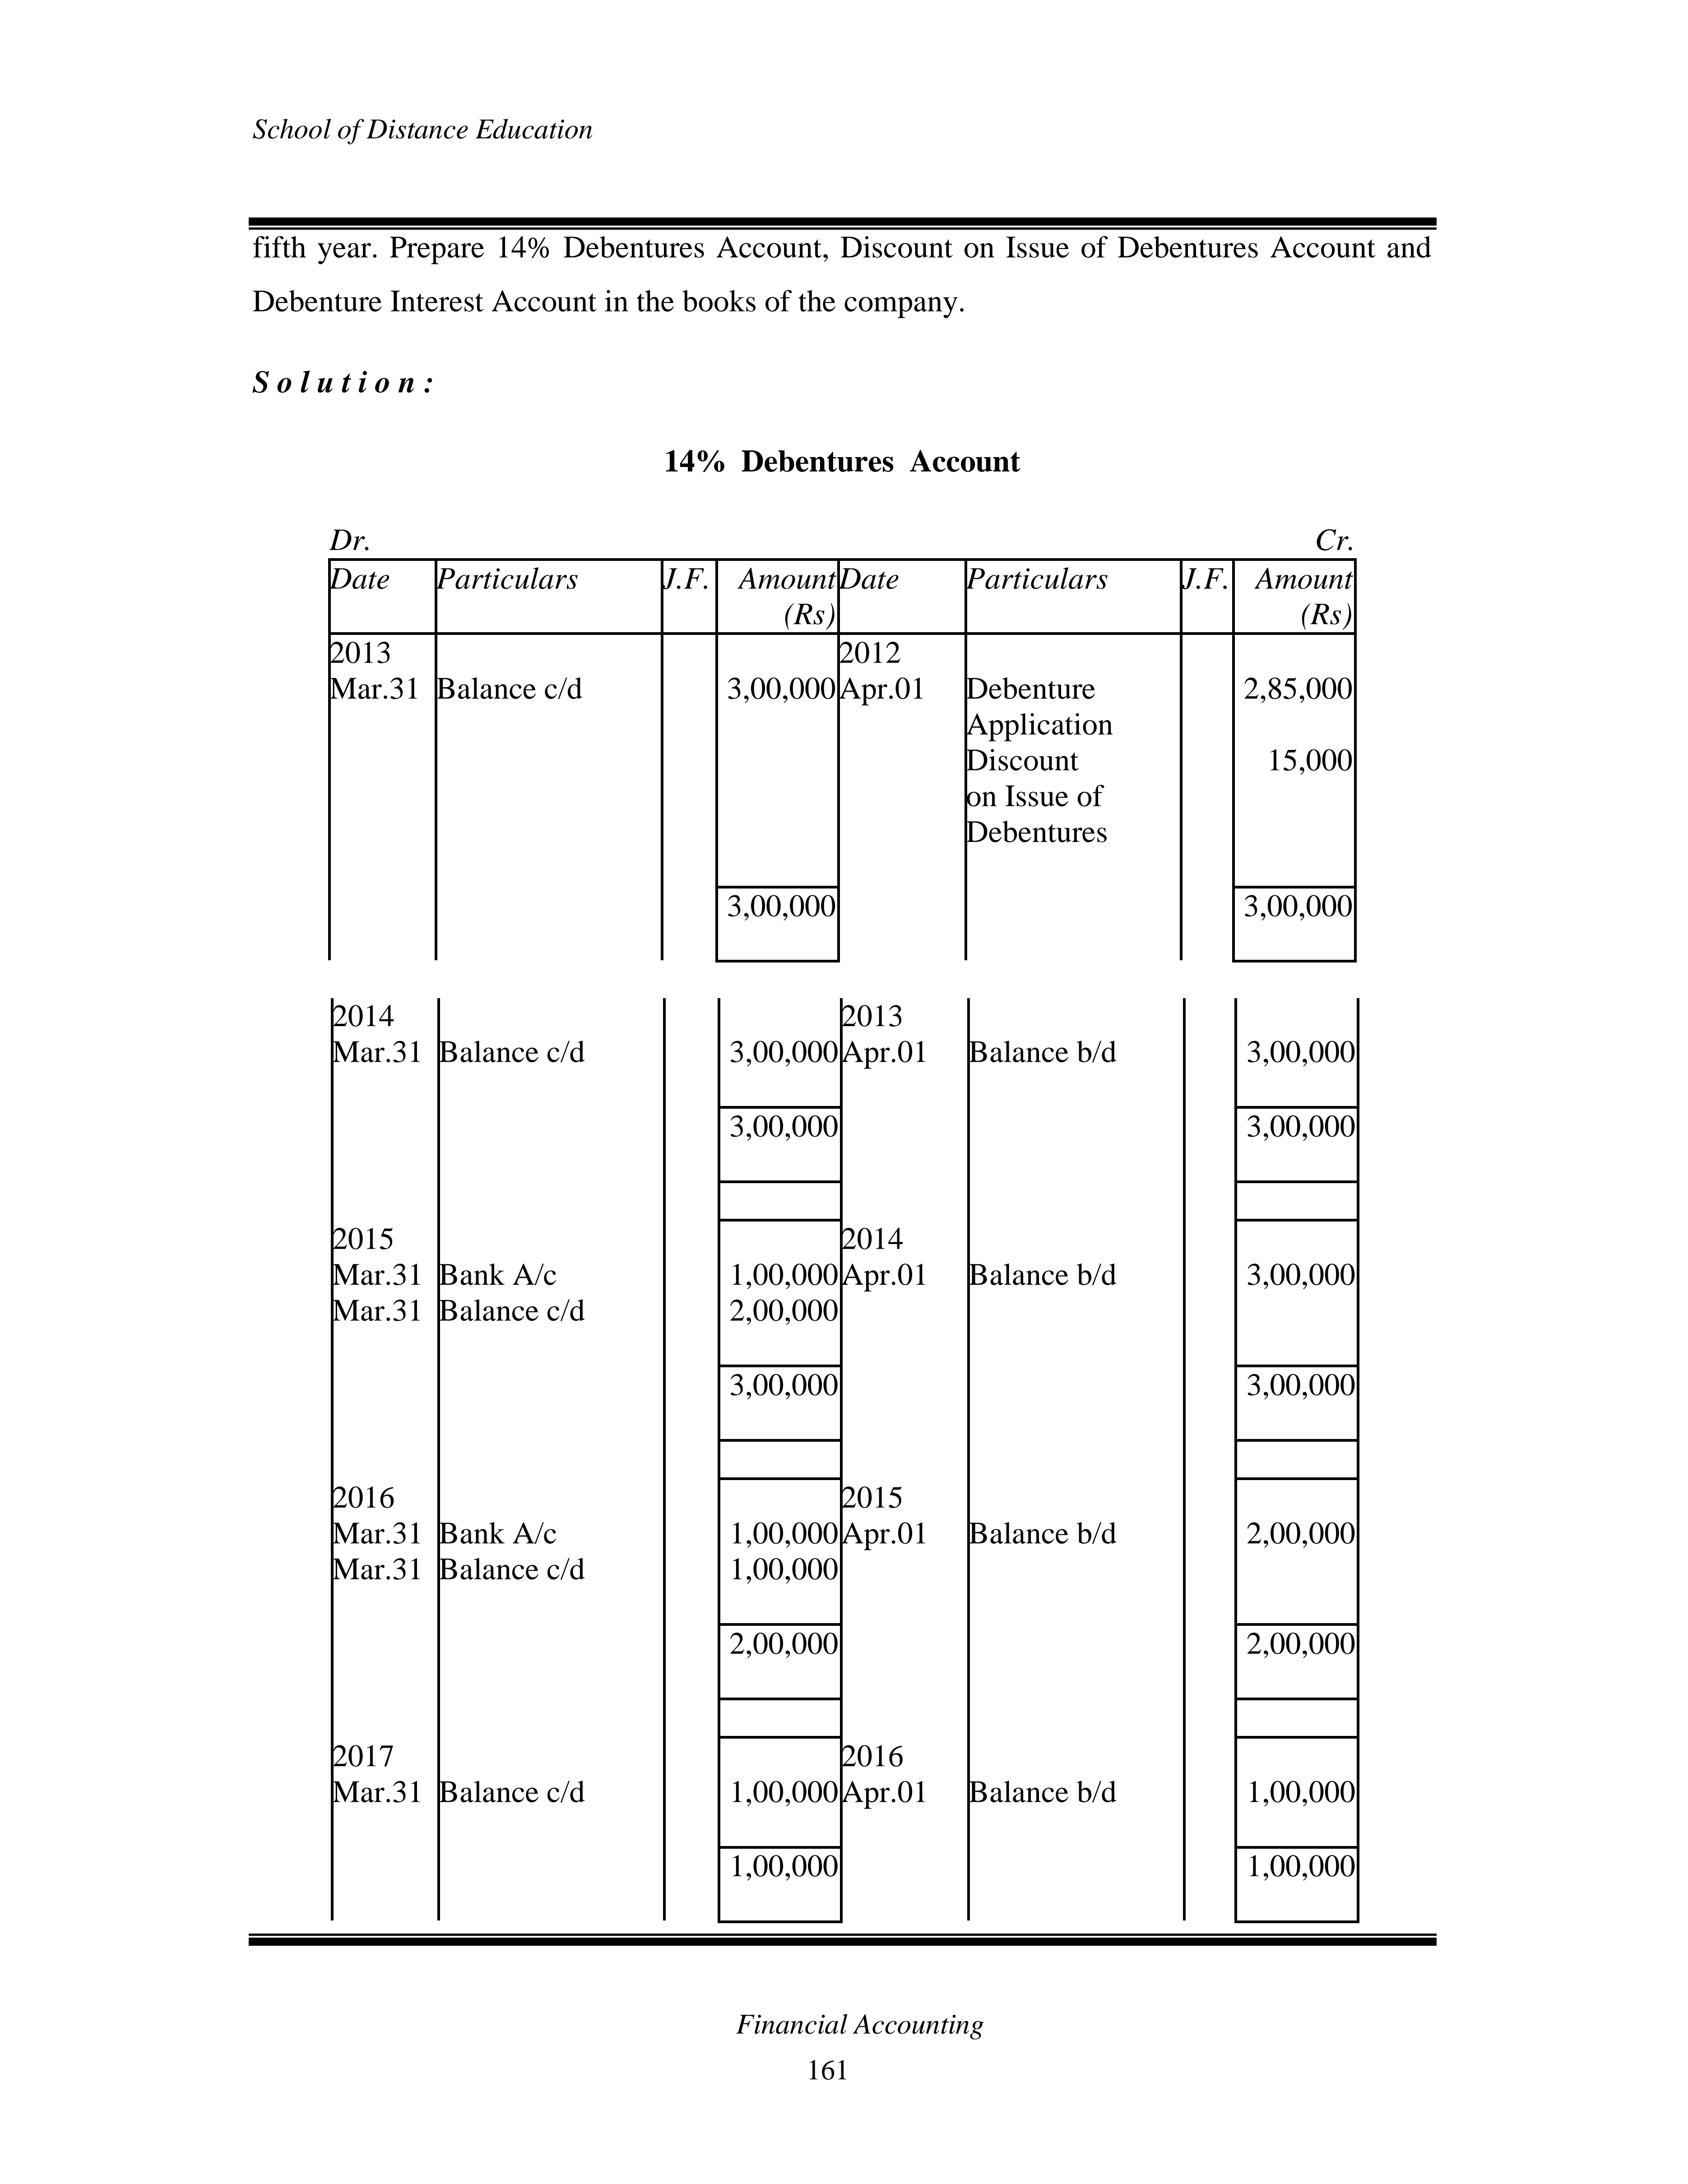 School of Distance Education
fifth year. Prepare 14% Debentures Account, Discount on Issue of Debentures Account and
Debenture Interest Account in the books of the company.
Solution:
14% Debentures Account
Dr. Cr.
Date Particulars J.F. Amount Date Particulars J.F. Amount
(Rs) (Rs)
2013 2012
Mar.31 Balance c/d 3,00,000 Apr.01 Debenture 2,85,000
Application
Discount 15,000
on Issue of
Debentures
3,00,000 3,00,000
2014 2013
Mar.31 Balance c/d 3,00,000 Apr.01 Balance b/d 3,00,000
3,00,000 3,00,000
2015 2014
Mar.31 Bank A/c 1,00,000 Apr.01 Balance b/d 3,00,000
Mar.31 Balance c/d 2,00,000
3,00,000 3,00,000
2016 2015
Mar.31 Bank A/c 1,00,000 Apr.01 Balance b/d 2,00,000
Mar.31 Balance c/d 1,00,000
2,00,000 2,00,000
2017 2016
Mar.31 Balance c/d 1,00,000 Apr.01 Balance b/d 1,00,000
1,00,000 1,00,000
Financial Accounting
161